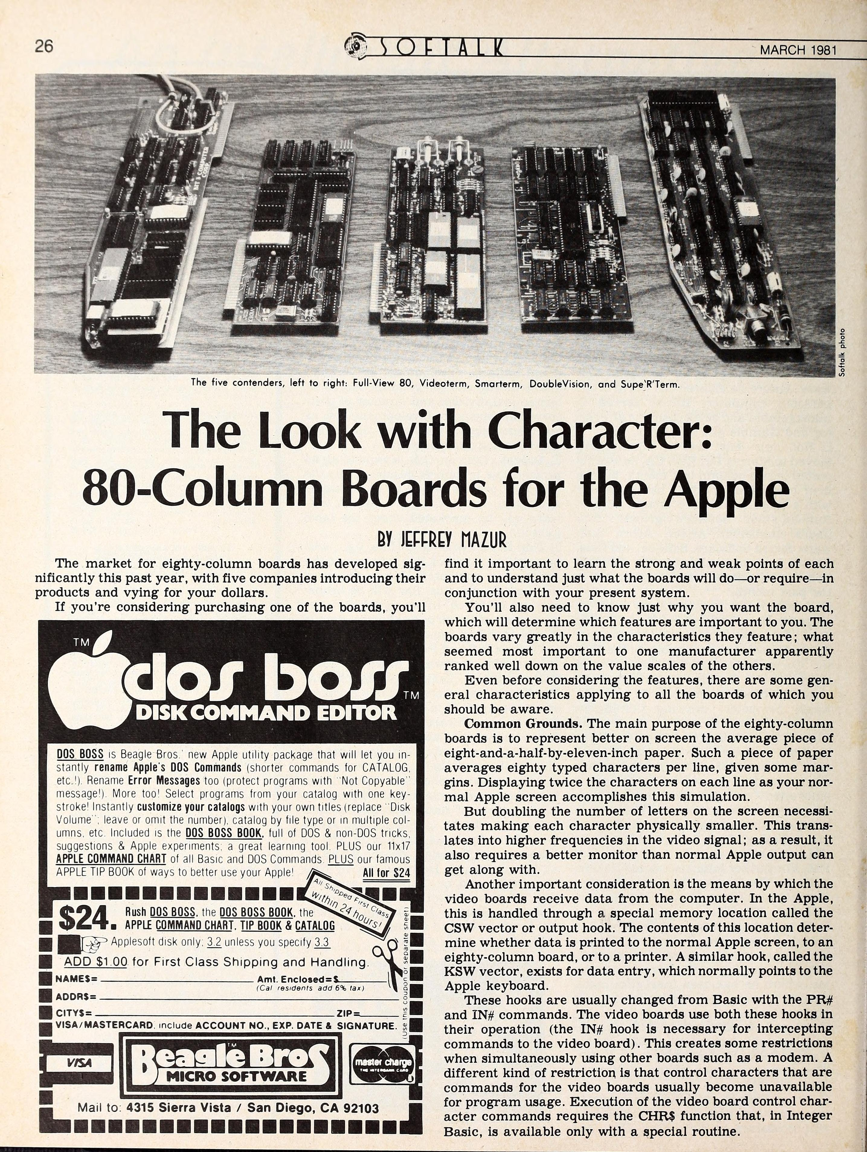 26
SOFTALK
MARCH 1981
Softalk photo
The five contenders, left to right: Full-View 80, Videoterm, Smarterm, DoubleVision, and Supe'R'Term.
The Look with Character:
80-Column Boards for the Apple
BY JEFFREY MAZUR
The market for eighty-column boards has developed sig-
nificantly this past year, with five companies introducing their
products and vying for your dollars.
If you're considering purchasing one of the boards, you'll
find it important to learn the strong and weak points of each
and to understand just what the boards will do—or require—in
conjunction with your present system.
You'll also need to know just why you want the board,
which will determine which features are important to you. The
boards vary greatly in the characteristics they feature; what
seemed most important to one manufacturer apparently
ranked well down on the value scales of the others.
Even before considering the features, there are some gen-
eral characteristics applying to all the boards of which you
should be aware.
Common Grounds. The main purpose of the eighty-column
boards is to represent better on screen the average piece of
eight-and-a-half-by-eleven-inch paper. Such a piece of paper
averages eighty typed characters per line, given some mar-
gins. Displaying twice the characters on each line as your nor-
mal Apple screen accomplishes this simulation.
But doubling the number of letters on the screen necessi-
tates making each character physically smaller. This trans-
lates into higher frequencies in the video signal; as a result, it
also requires a better monitor than normal Apple output can
get along with.
Another important consideration is the means by which the
video boards receive data from the computer. In the Apple,
this is handled through a special memory location called the
CSW vector or output hook. The contents of this location deter-
mine whether data is printed to the normal Apple screen, to an
eighty-column board, or to a printer. A similar hook, called the
KSW vector, exists for data entry, which normally points to the
Apple keyboard.
These hooks are usually changed from Basic with the PR#
and IN# commands. The video boards use both these hooks in
their operation (the IN# hook is necessary for intercepting
commands to the video board). This creates some restrictions
when simultaneously using other boards such as a modem. A
different kind of restriction is that control characters that are
commands for the video boards usually become unavailable
for program usage. Execution of the video board control char-
acter commands requires the CHR$ function that, in Integer
Basic, is available only with a special routine.
TM
dos boss
TM
DISK COMMAND EDITOR
DOS BOSS is Beagle Bros.' new Apple utility package that will let you in-
stantly rename Apple's DOS Commands (shorter commands for CATALOG,
etc.!). Rename Error Messages too (protect programs with "Not Copyable"
message!). More too! Select programs from your catalog with one key-
stroke! Instantly customize your catalogs with your own titles (replace "Disk
Volume"; leave or omit the number), catalog by file type or in multiple col-
umns, etc. Included is the DOS BOSS BOOK, full of DOS & non-DOS tricks,
suggestions & Apple experiments; a great learning tool. PLUS our 11x17
APPLE COMMAND CHART of all Basic and DOS Commands. PLUS our famous
APPLE TIP BOOK of ways to better use your Apple!
All for $24
All Shipped First Class
within 24 hours!
$24.
Rush DOS BOSS, the DOS BOSS BOOK, the
APPLE COMMAND CHART, TIP BOOK & CATALOG
Applesoft disk only; 3.2 unless you specify 3.3
ADD $1.00 for First Class Shipping and Handling.
NAME$=
Amt. Enclosed=$
(Cal residents add 6% tax)
ADDR$=
CITY$=
ZIP=
VISA/MASTERCARD, include ACCOUNT NO., EXP. DATE & SIGNATURE.
(use this coupon or separate sheet)
VISA
Beagle Bros
TM
MICRO SOFTWARE
master charge
THE INTERBANK CARD
Mail to: 4315 Sierra Vista / San Diego, CA 92103